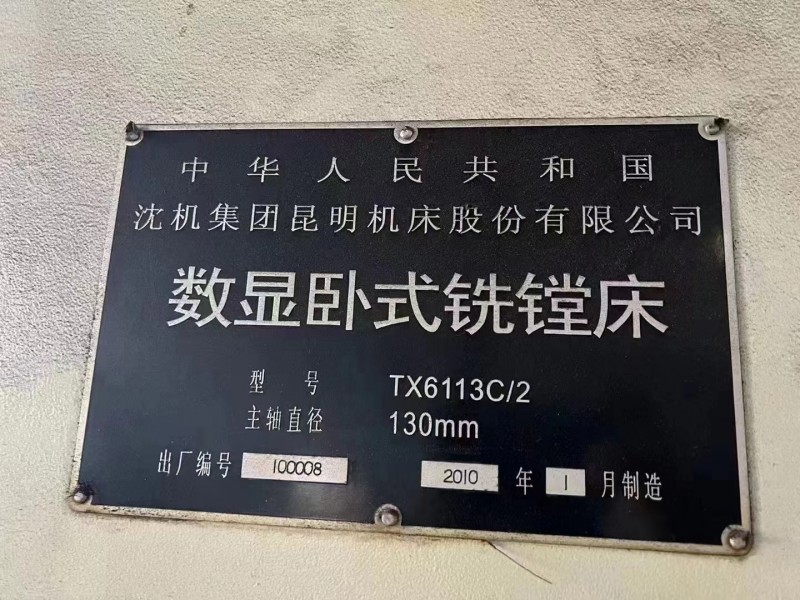 中华人民共和国
沈机集团昆明机床股份有限公司
数显卧式铣镗床
型 号 TX6113C/2
主轴直径 130mm
出厂编号 100008 2010 年 1 月制造